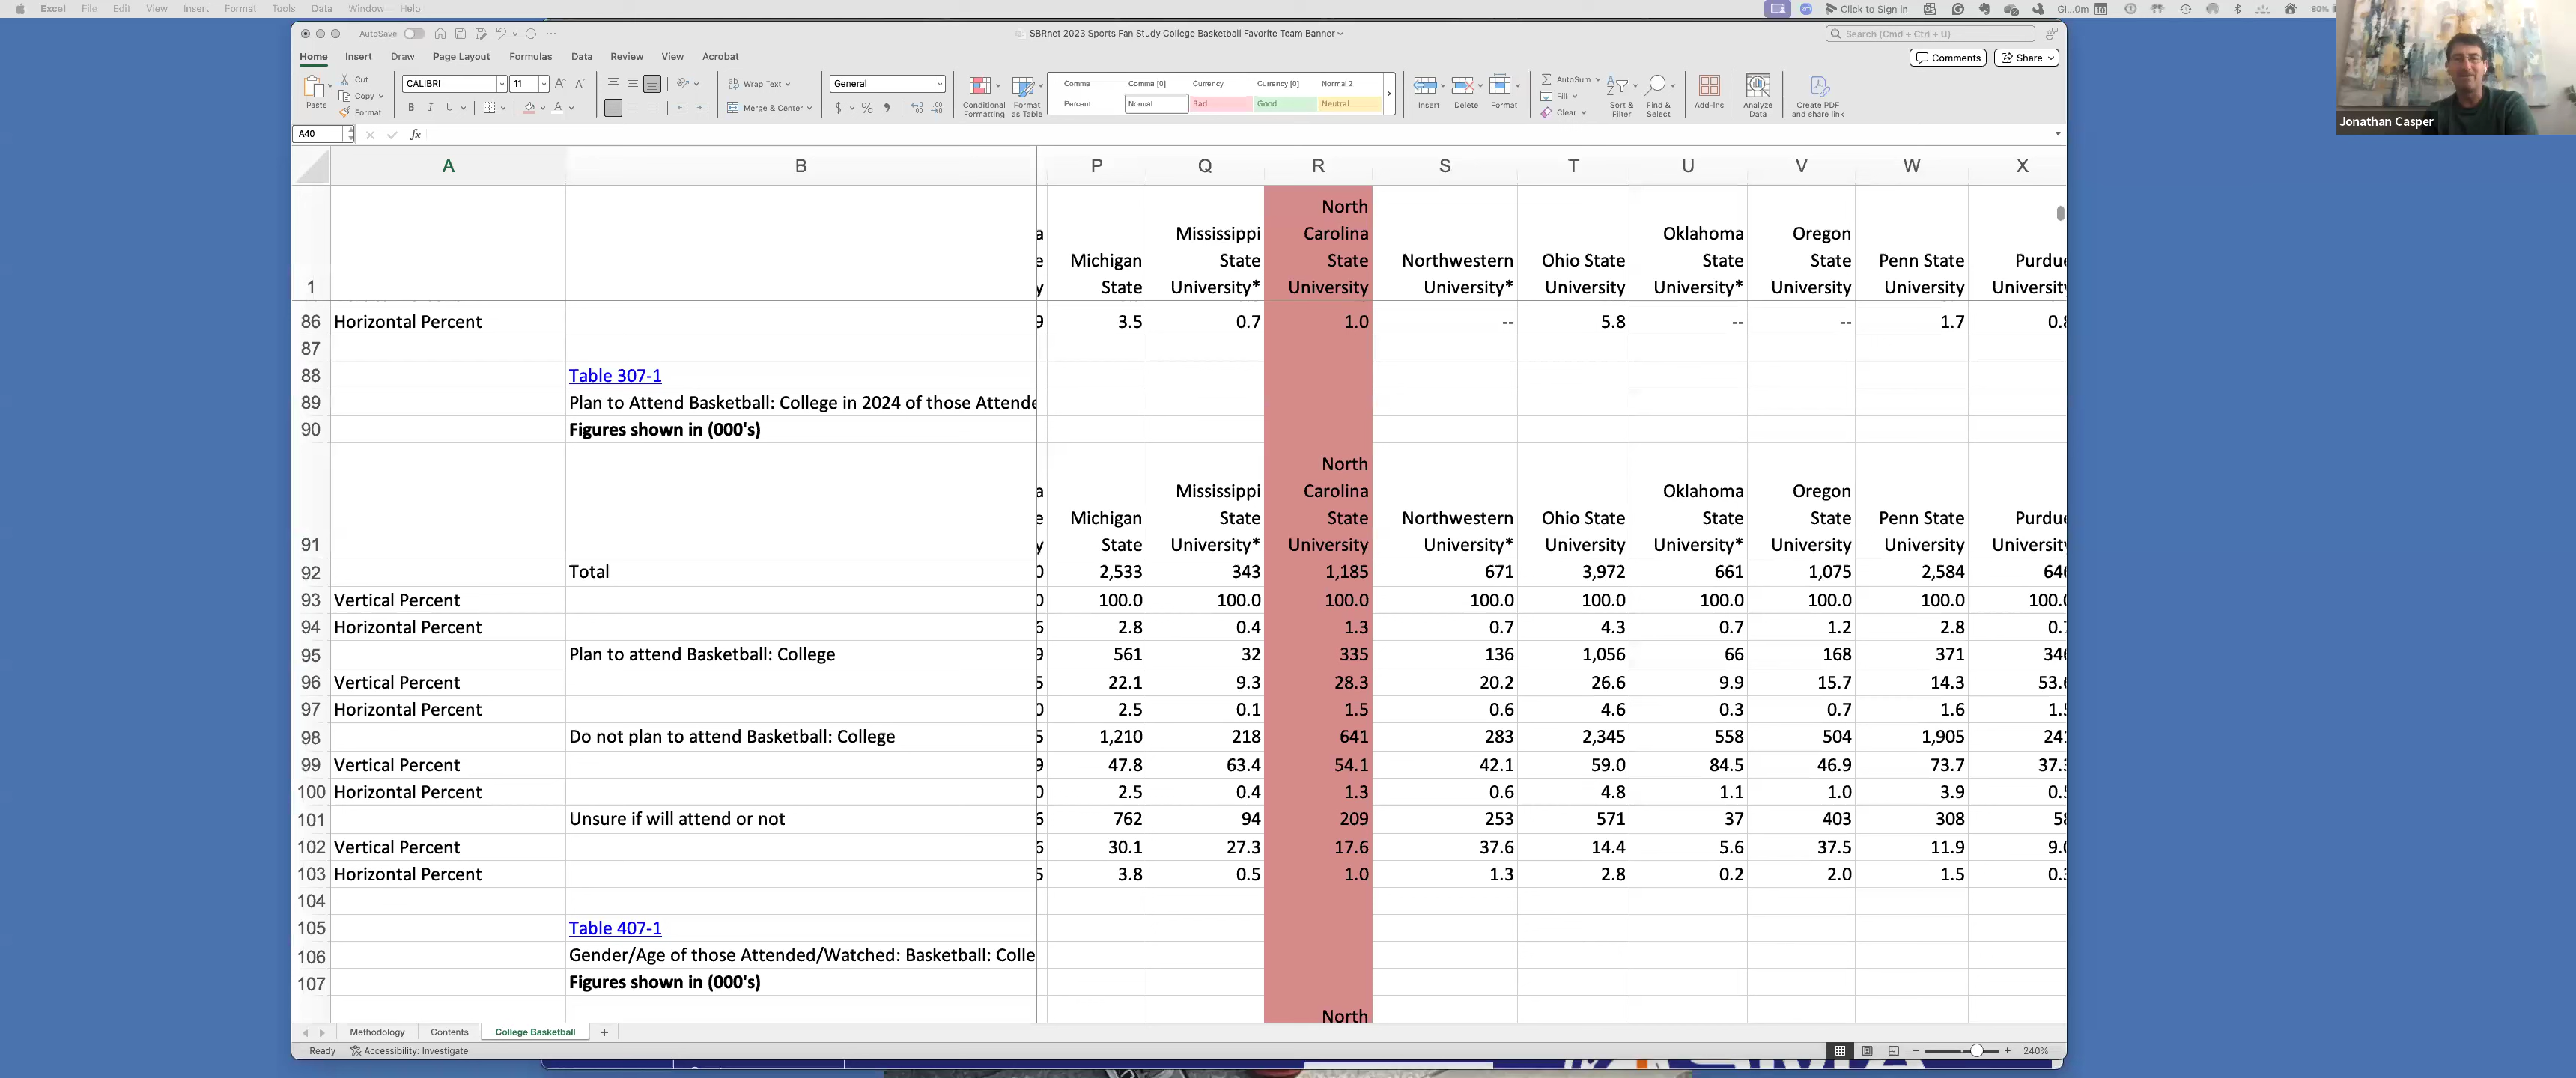 Excel File Edit View Insert Format Tools Data Window Help Click to Sign in Gl...0m 10 80%
AutoSave SBRnet 2023 Sports Fan Study College Basketball Favorite Team Banner Search (Cmd + Ctrl + U)
Home Insert Draw Page Layout Formulas Data Review View Acrobat Comments Share
Paste Cut Copy Format CALIBRI 11 Wrap Text Merge & Center General Conditional Formatting Format as Table
Comma Comma [0] Currency Currency [0] Normal 2
Percent Normal Bad Good Neutral
Insert Delete Format AutoSum Fill Clear Sort & Filter Find & Select Add-ins Analyze Data Create PDF and share link
Jonathan Casper
A40 fx
A B P Q R S T U V W X
1 Michigan State Mississippi State University* North Carolina State University Northwestern University* Ohio State University Oklahoma State University* Oregon State University Penn State University
86 Horizontal Percent 9 3.5 0.7 1.0 -- 5.8 -- -- 1.7
87
88 Table 307-1
89 Plan to Attend Basketball: College in 2024 of those Attende
90 Figures shown in (000's)
91 Michigan State Mississippi State University* North Carolina State University Northwestern University* Ohio State University Oklahoma State University* Oregon State University Penn State University
92 Total 0 2,533 343 1,185 671 3,972 661 1,075 2,584
93 Vertical Percent 0 100.0 100.0 100.0 100.0 100.0 100.0 100.0 100.0
94 Horizontal Percent 6 2.8 0.4 1.3 0.7 4.3 0.7 1.2 2.8
95 Plan to attend Basketball: College 9 561 32 335 136 1,056 66 168 371
96 Vertical Percent 5 22.1 9.3 28.3 20.2 26.6 9.9 15.7 14.3
97 Horizontal Percent 0 2.5 0.1 1.5 0.6 4.6 0.3 0.7 1.6
98 Do not plan to attend Basketball: College 5 1,210 218 641 283 2,345 558 504 1,905
99 Vertical Percent 9 47.8 63.4 54.1 42.1 59.0 84.5 46.9 73.7
100 Horizontal Percent 0 2.5 0.4 1.3 0.6 4.8 1.1 1.0 3.9
101 Unsure if will attend or not 6 762 94 209 253 571 37 403 308
102 Vertical Percent 6 30.1 27.3 17.6 37.6 14.4 5.6 37.5 11.9
103 Horizontal Percent 5 3.8 0.5 1.0 1.3 2.8 0.2 2.0 1.5
104
105 Table 407-1
106 Gender/Age of those Attended/Watched: Basketball: Colle
107 Figures shown in (000's)
North
Methodology Contents College Basketball +
Ready Accessibility: Investigate 240%